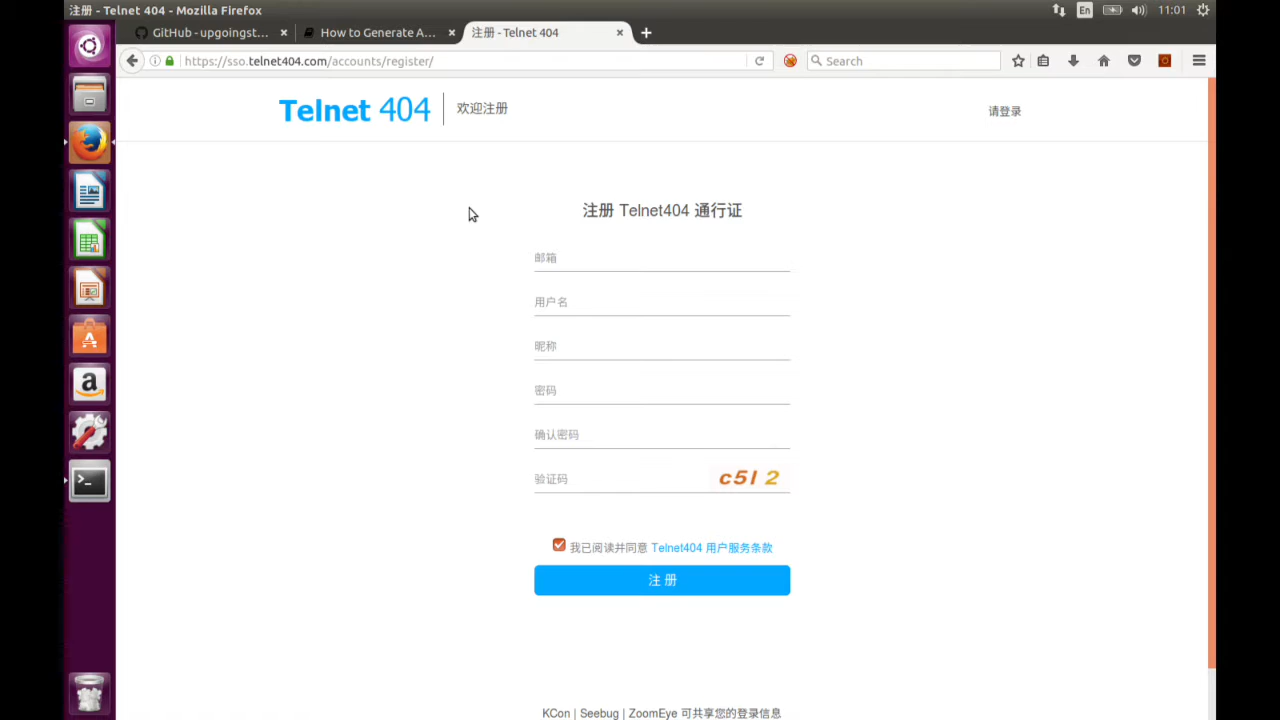 注册 - Telnet 404 - Mozilla Firefox
En
11:01
GitHub - upgoingst...
How to Generate A...
注册 - Telnet 404
https://sso.telnet404.com/accounts/register/
Search
Telnet 404
欢迎注册
请登录
注册 Telnet404 通行证
邮箱
用户名
昵称
密码
确认密码
验证码
c5l 2
我已阅读并同意 Telnet404 用户服务条款
注 册
KCon | Seebug | ZoomEye 可共享您的登录信息